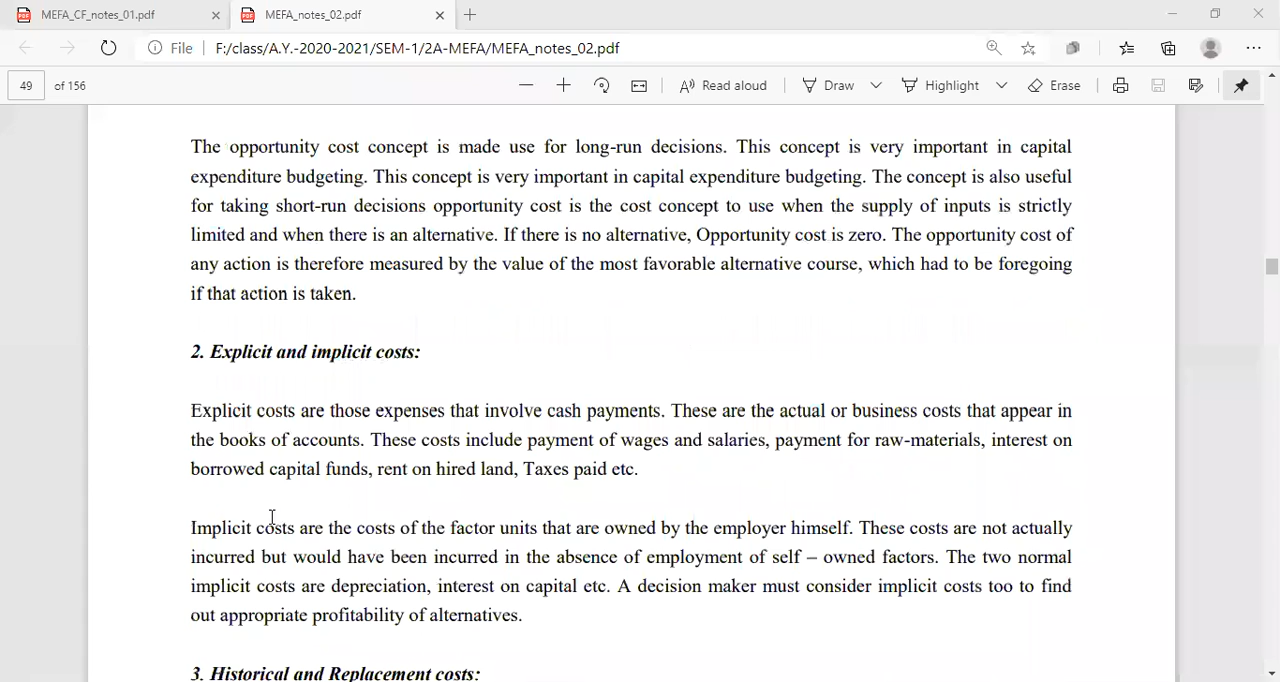 MEFA_CF_notes_01.pdf
MEFA_notes_02.pdf
File F:/class/A.Y.-2020-2021/SEM-1/2A-MEFA/MEFA_notes_02.pdf
49 of 156 Read aloud Draw Highlight Erase
The opportunity cost concept is made use for long-run decisions. This concept is very important in capital
expenditure budgeting. This concept is very important in capital expenditure budgeting. The concept is also useful
for taking short-run decisions opportunity cost is the cost concept to use when the supply of inputs is strictly
limited and when there is an alternative. If there is no alternative, Opportunity cost is zero. The opportunity cost of
any action is therefore measured by the value of the most favorable alternative course, which had to be foregoing
if that action is taken.
2. Explicit and implicit costs:
Explicit costs are those expenses that involve cash payments. These are the actual or business costs that appear in
the books of accounts. These costs include payment of wages and salaries, payment for raw-materials, interest on
borrowed capital funds, rent on hired land, Taxes paid etc.
Implicit costs are the costs of the factor units that are owned by the employer himself. These costs are not actually
incurred but would have been incurred in the absence of employment of self – owned factors. The two normal
implicit costs are depreciation, interest on capital etc. A decision maker must consider implicit costs too to find
out appropriate profitability of alternatives.
3. Historical and Replacement costs: